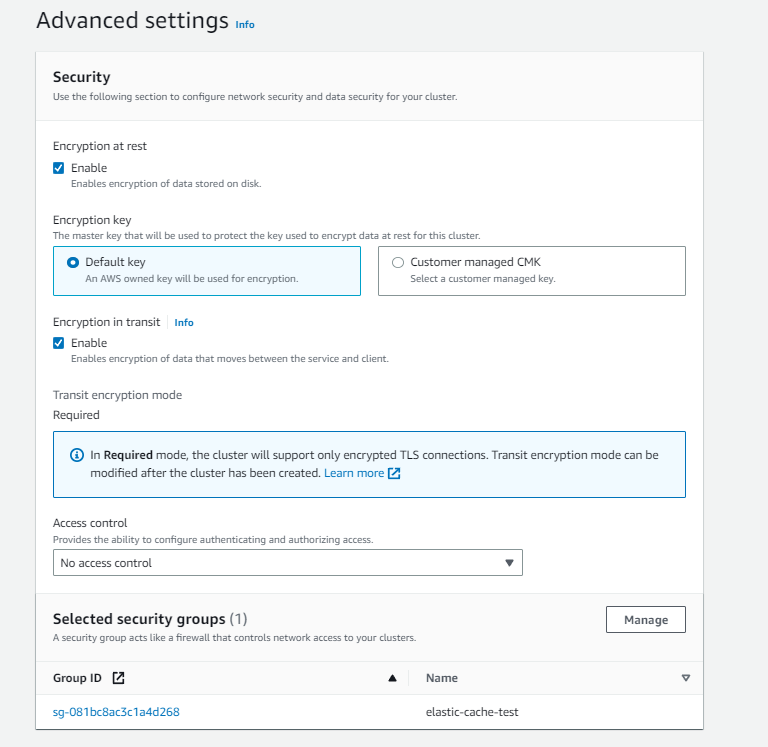 Advanced settings Info
Security
Use the following section to configure network security and data security for your cluster.
Encryption at rest
Enable
Enables encryption of data stored on disk.
Encryption key
The master key that will be used to protect the key used to encrypt data at rest for this cluster.
Default key
An AWS owned key will be used for encryption.
Customer managed CMK
Select a customer managed key.
Encryption in transit Info
Enable
Enables encryption of data that moves between the service and client.
Transit encryption mode
Required
In Required mode, the cluster will support only encrypted TLS connections. Transit encryption mode can be
modified after the cluster has been created. Learn more
Access control
Provides the ability to configure authenticating and authorizing access.
No access control
Selected security groups (1)
Manage
A security group acts like a firewall that controls network access to your clusters.
Group ID Name
sg-081bc8ac3c1a4d268 elastic-cache-test